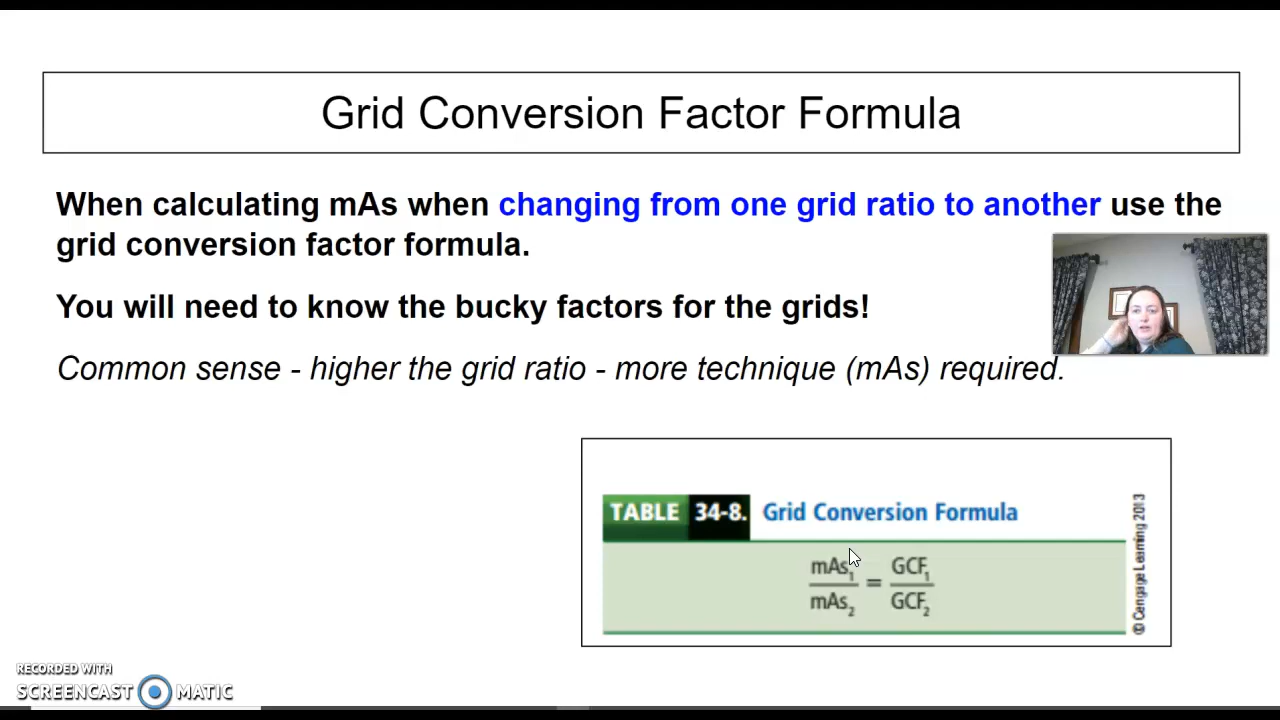 Grid Conversion Factor Formula
When calculating mAs when changing from one grid ratio to another use the
grid conversion factor formula.
You will need to know the bucky factors for the grids!
Common sense - higher the grid ratio - more technique (mAs) required.
TABLE 34-8. Grid Conversion Formula
mAs₁ = GCF₁
mAs₂ GCF₂
© Cengage Learning 2013
RECORDED WITH
SCREENCAST MATIC